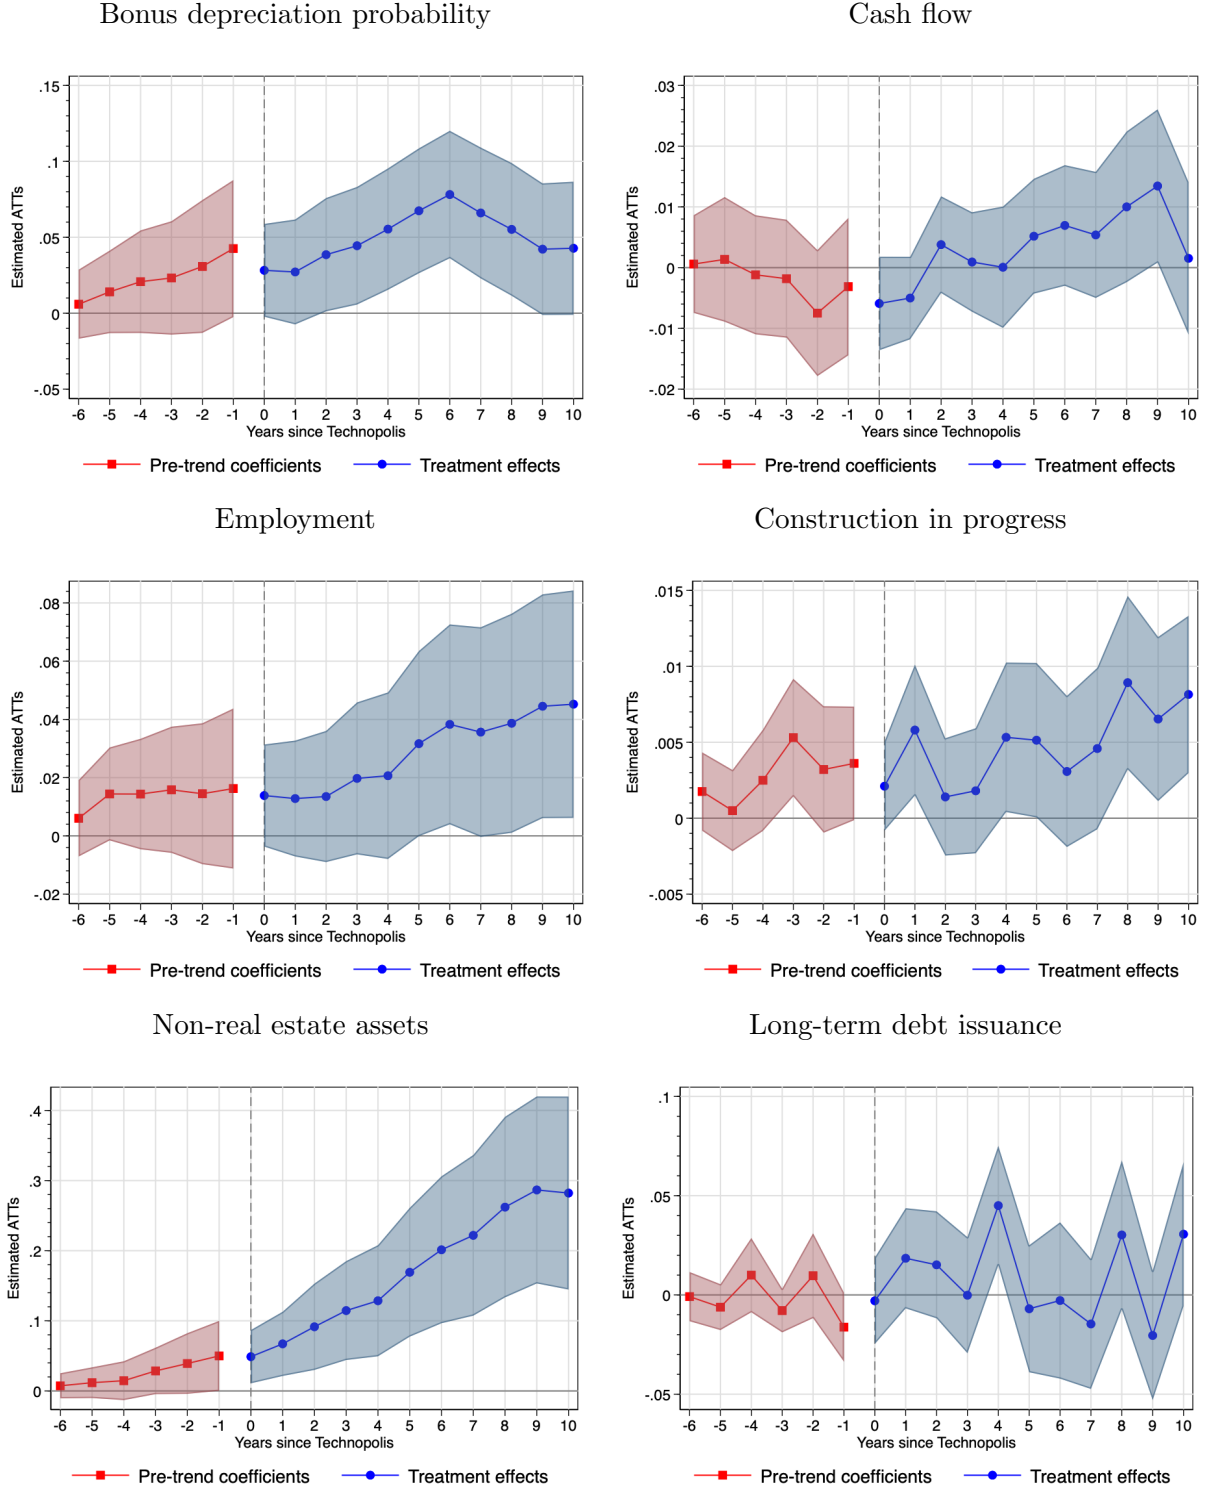 Bonus depreciation probability
Estimated ATTs
.15
.1
.05
0
-.05
-6 -5 -4 -3 -2 -1 0 1 2 3 4 5 6 7 8 9 10
Years since Technopolis
Pre-trend coefficients Treatment effects
Cash flow
Estimated ATTs
.03
.02
.01
0
-.01
-.02
-6 -5 -4 -3 -2 -1 0 1 2 3 4 5 6 7 8 9 10
Years since Technopolis
Pre-trend coefficients Treatment effects
Employment
Estimated ATTs
.08
.06
.04
.02
0
-.02
-6 -5 -4 -3 -2 -1 0 1 2 3 4 5 6 7 8 9 10
Years since Technopolis
Pre-trend coefficients Treatment effects
Construction in progress
Estimated ATTs
.015
.01
.005
0
-.005
-6 -5 -4 -3 -2 -1 0 1 2 3 4 5 6 7 8 9 10
Years since Technopolis
Pre-trend coefficients Treatment effects
Non-real estate assets
Estimated ATTs
.4
.3
.2
.1
0
-6 -5 -4 -3 -2 -1 0 1 2 3 4 5 6 7 8 9 10
Years since Technopolis
Pre-trend coefficients Treatment effects
Long-term debt issuance
Estimated ATTs
.1
.05
0
-.05
-6 -5 -4 -3 -2 -1 0 1 2 3 4 5 6 7 8 9 10
Years since Technopolis
Pre-trend coefficients Treatment effects